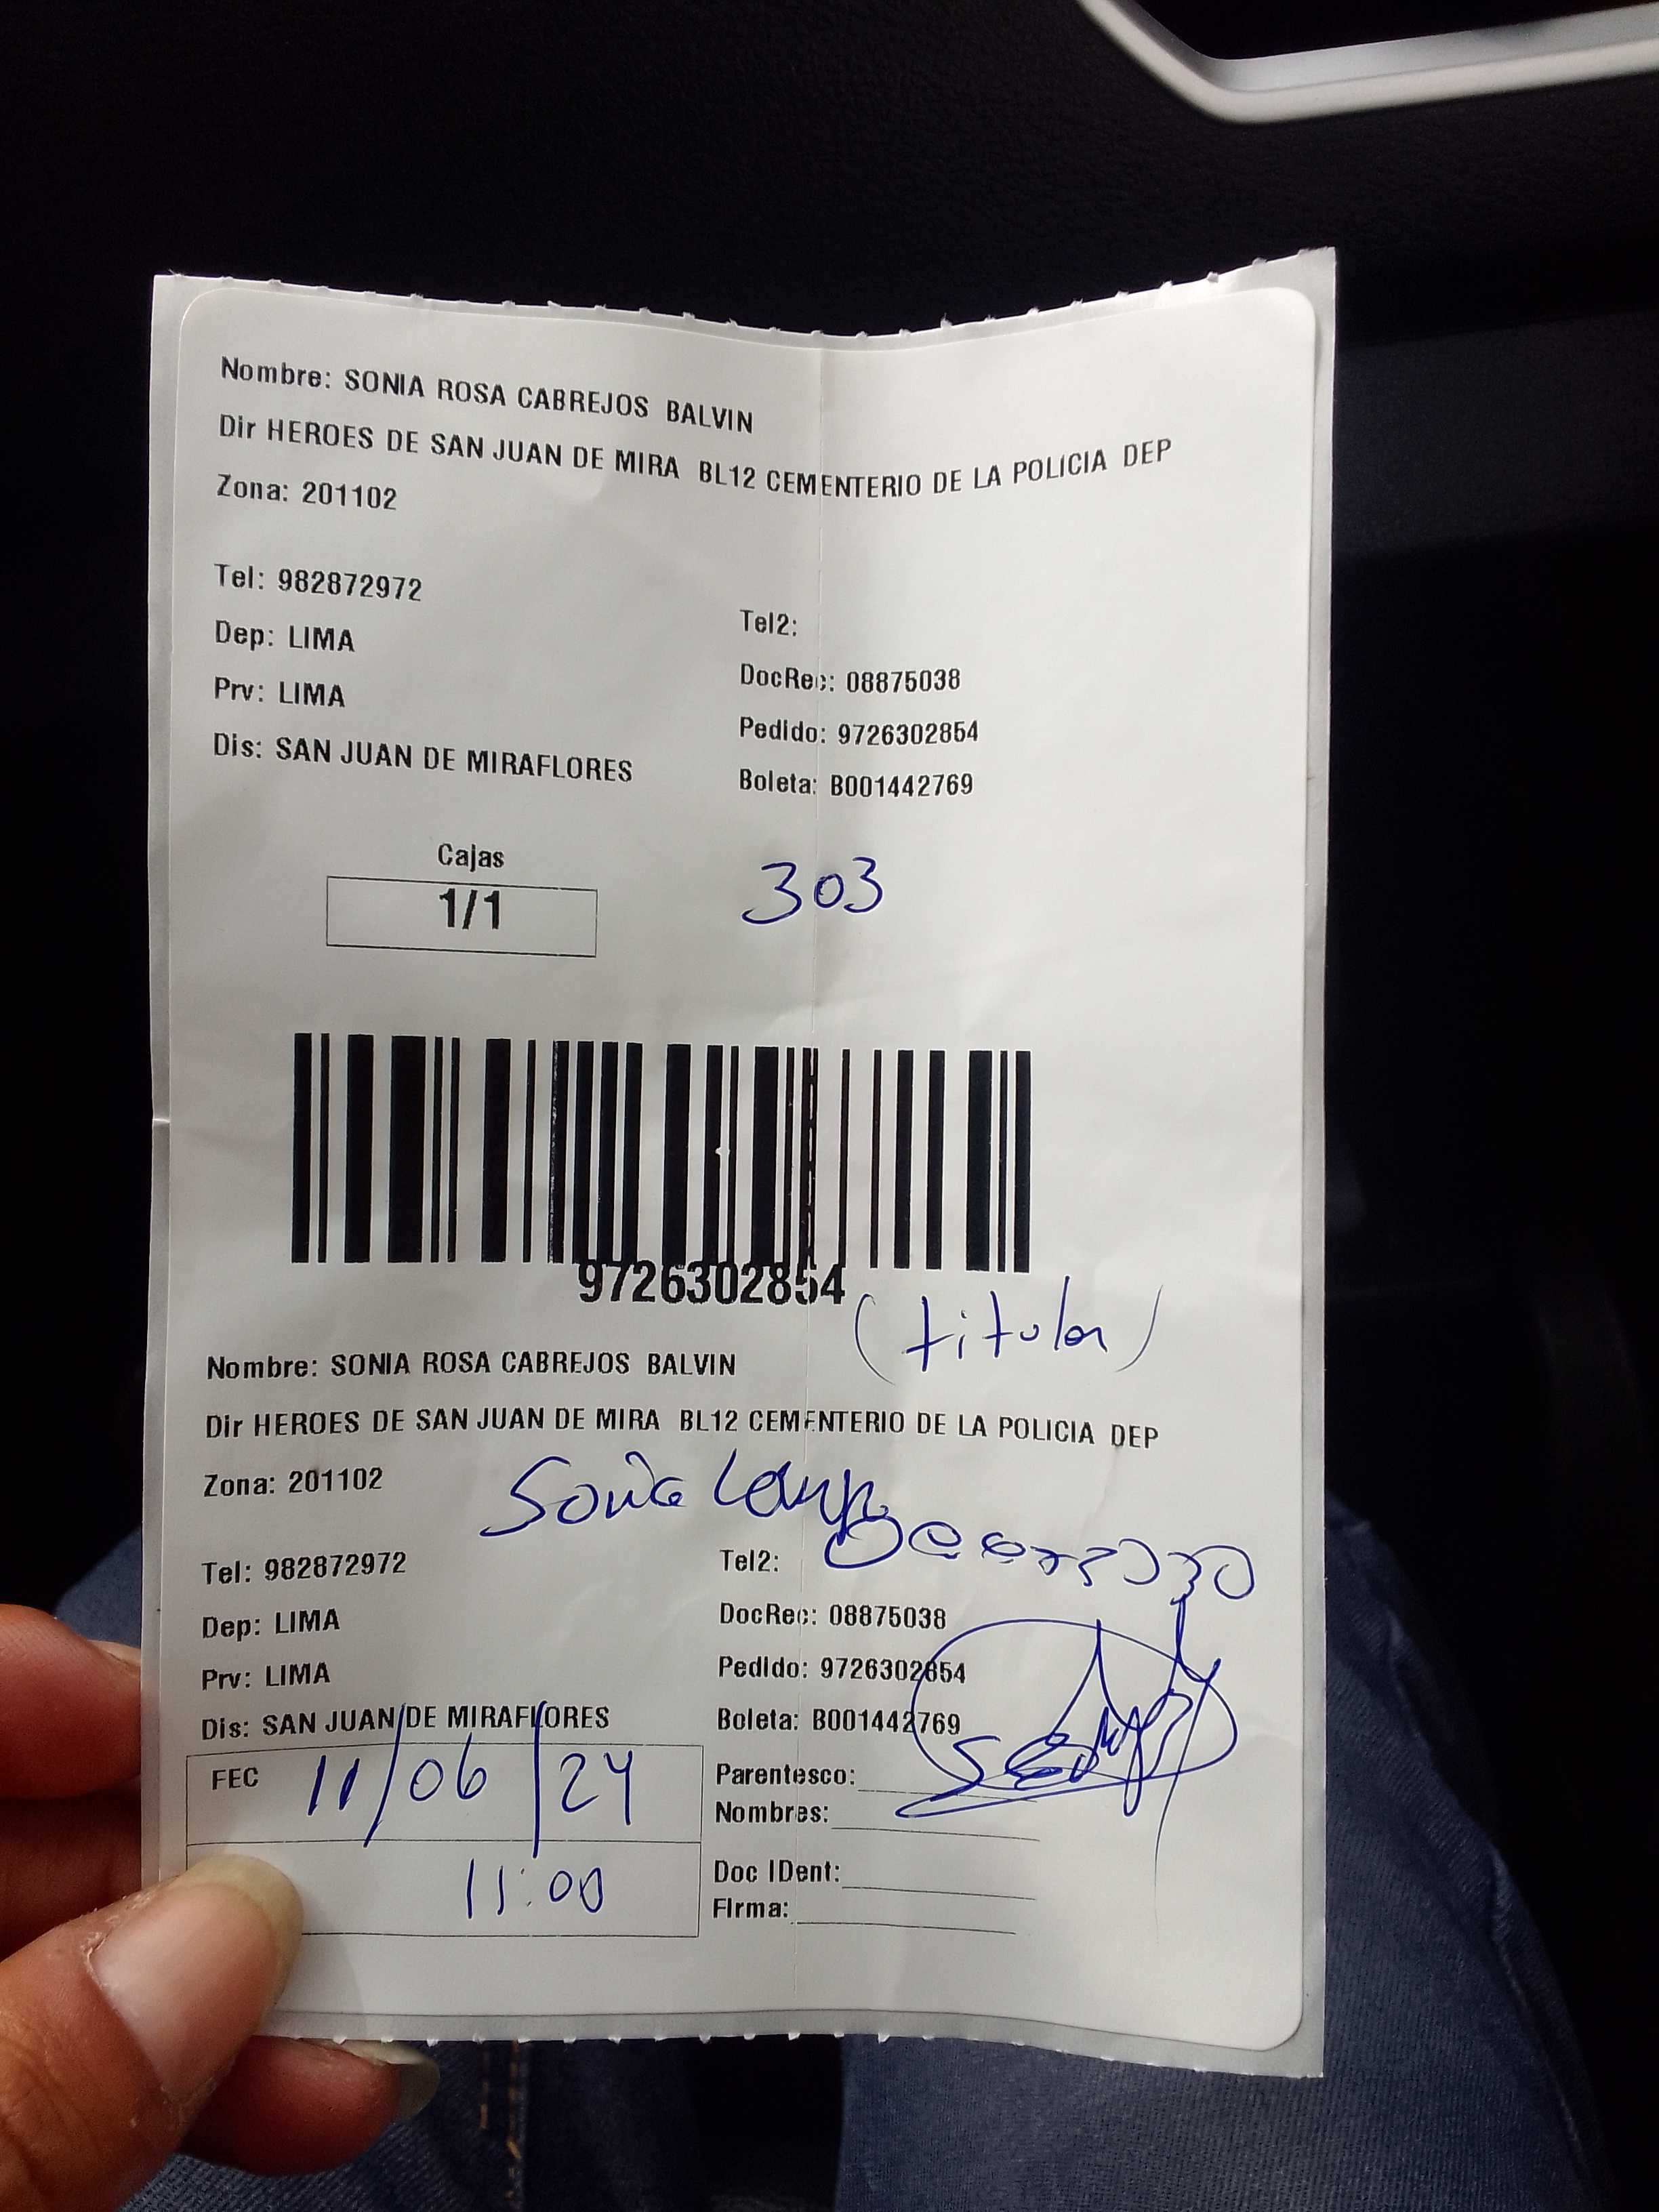 Nombre: SONIA ROSA CABREJOS BALVIN
Dir HEROES DE SAN JUAN DE MIRA BL12 CEMENTERIO DE LA POLICIA DEP
Zona: 201102
Tel: 982872972
Tel2:
Dep: LIMA
DocRec: 08875038
Prv: LIMA
Pedido: 9726302854
Dis: SAN JUAN DE MIRAFLORES
Boleta: B001442769
Cajas
1/1
303
9726302854
(titular)
Nombre: SONIA ROSA CABREJOS BALVIN
Dir HEROES DE SAN JUAN DE MIRA BL12 CEMENTERIO DE LA POLICIA DEP
Zona: 201102
Sonia
Tel: 982872972
Tel2:
Dep: LIMA
DocRec: 08875038
Prv: LIMA
Pedido: 9726302854
Dis: SAN JUAN DE MIRAFLORES
Boleta: B001442769
FEC 11/06/24
Parentesco:
Nombres:
11:00
Doc IDent:
Firma: